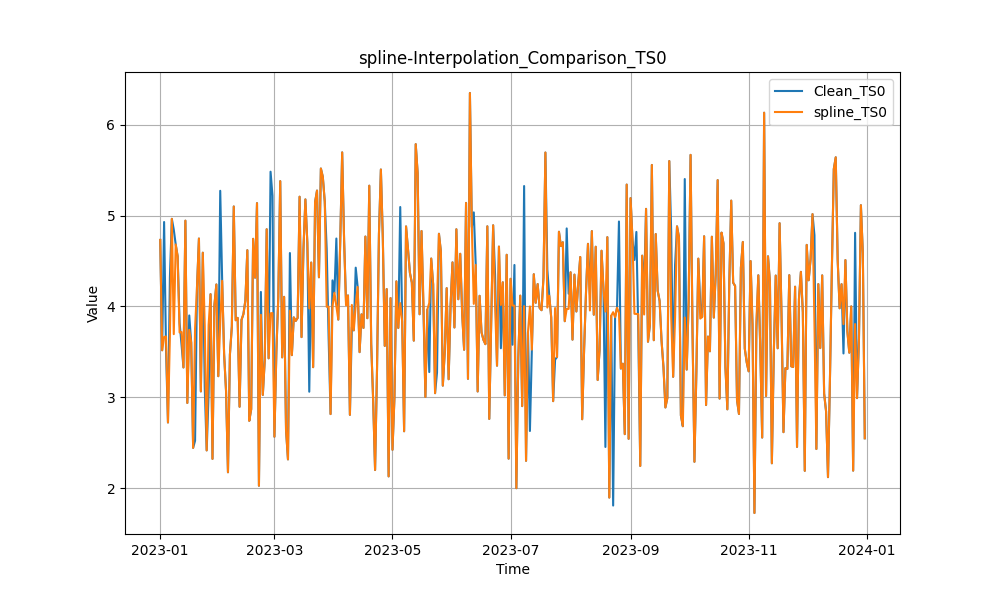 spline-Interpolation_Comparison_TS0
Clean_TS0
spline_TS0
Value
6
5
4
3
2
2023-01
2023-03
2023-05
2023-07
2023-09
2023-11
2024-01
Time